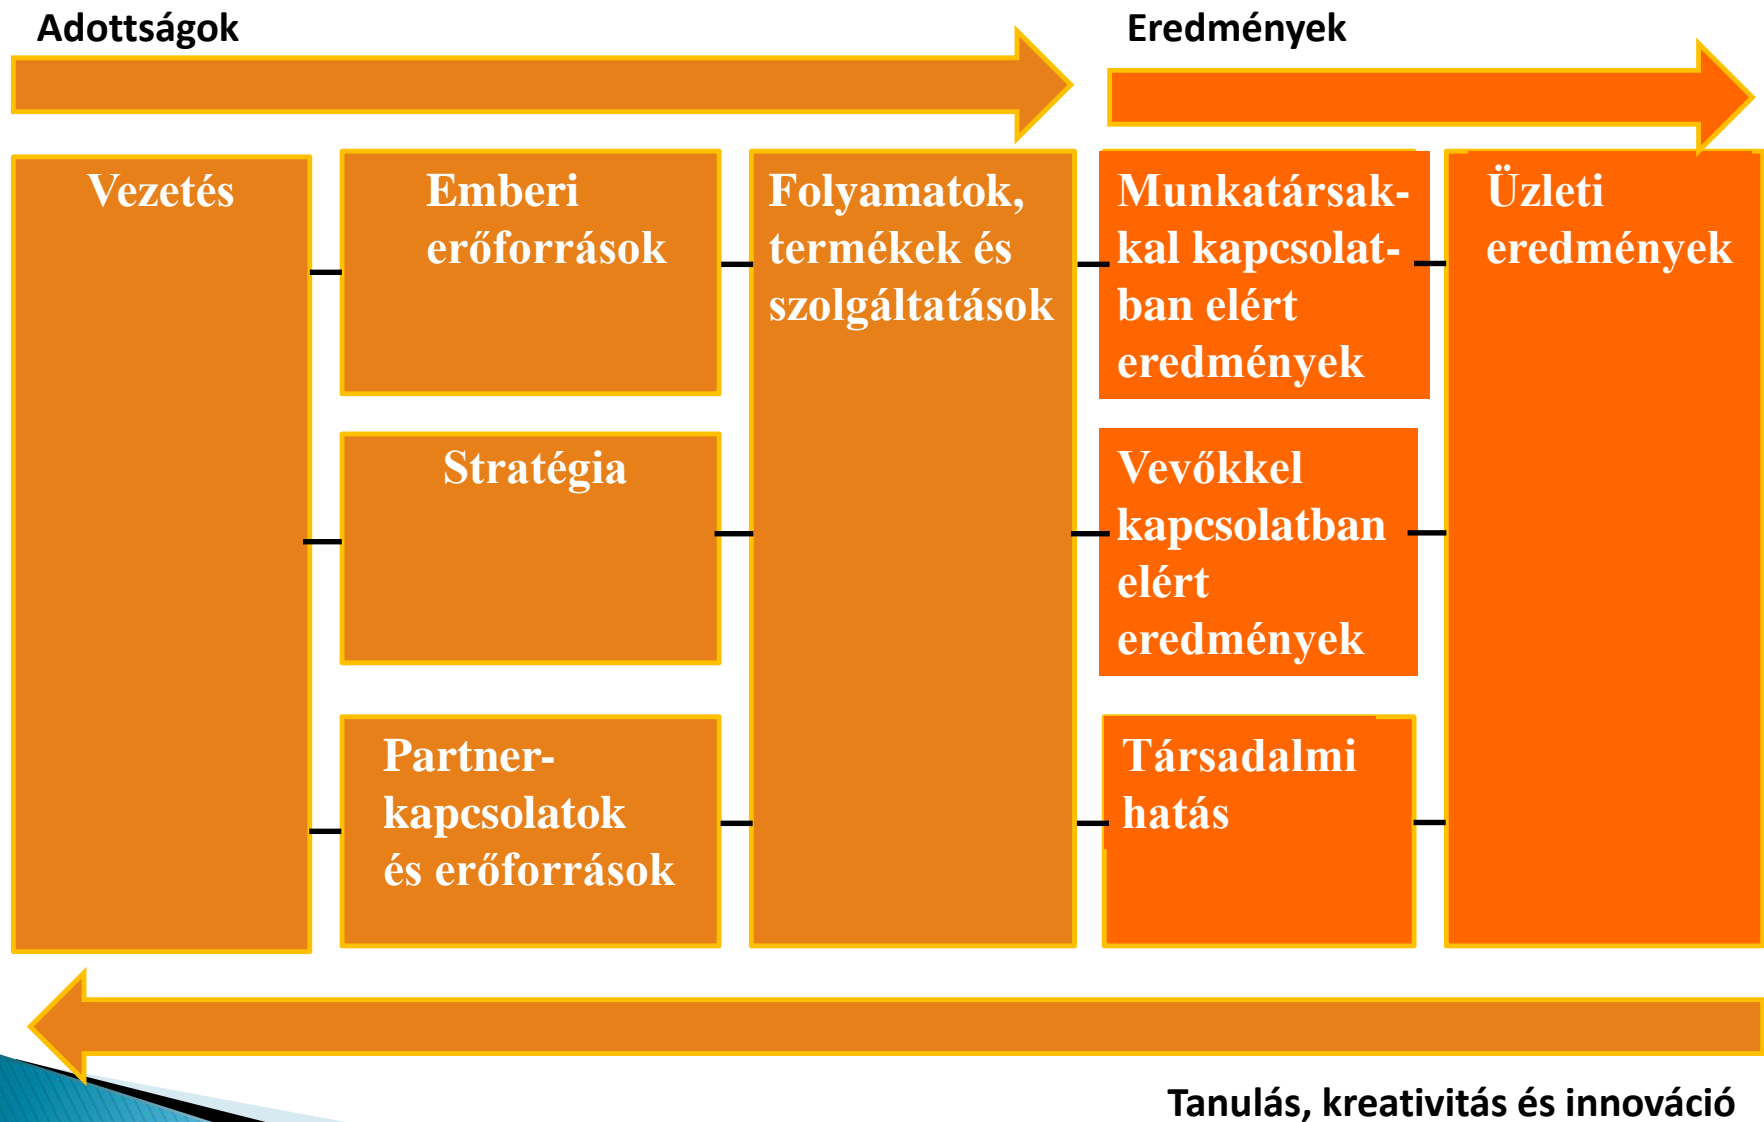 Adottságok
Eredmények
Vezetés
Emberi
erőforrások
Folyamatok,
termékek és
szolgáltatások
Munkatársak-
kal kapcsolat-
ban elért
eredmények
Üzleti
eredmények
Stratégia
Vevőkkel
kapcsolatban
elért
eredmények
Partner-
kapcsolatok
és erőforrások
Társadalmi
hatás
Tanulás, kreativitás és innováció